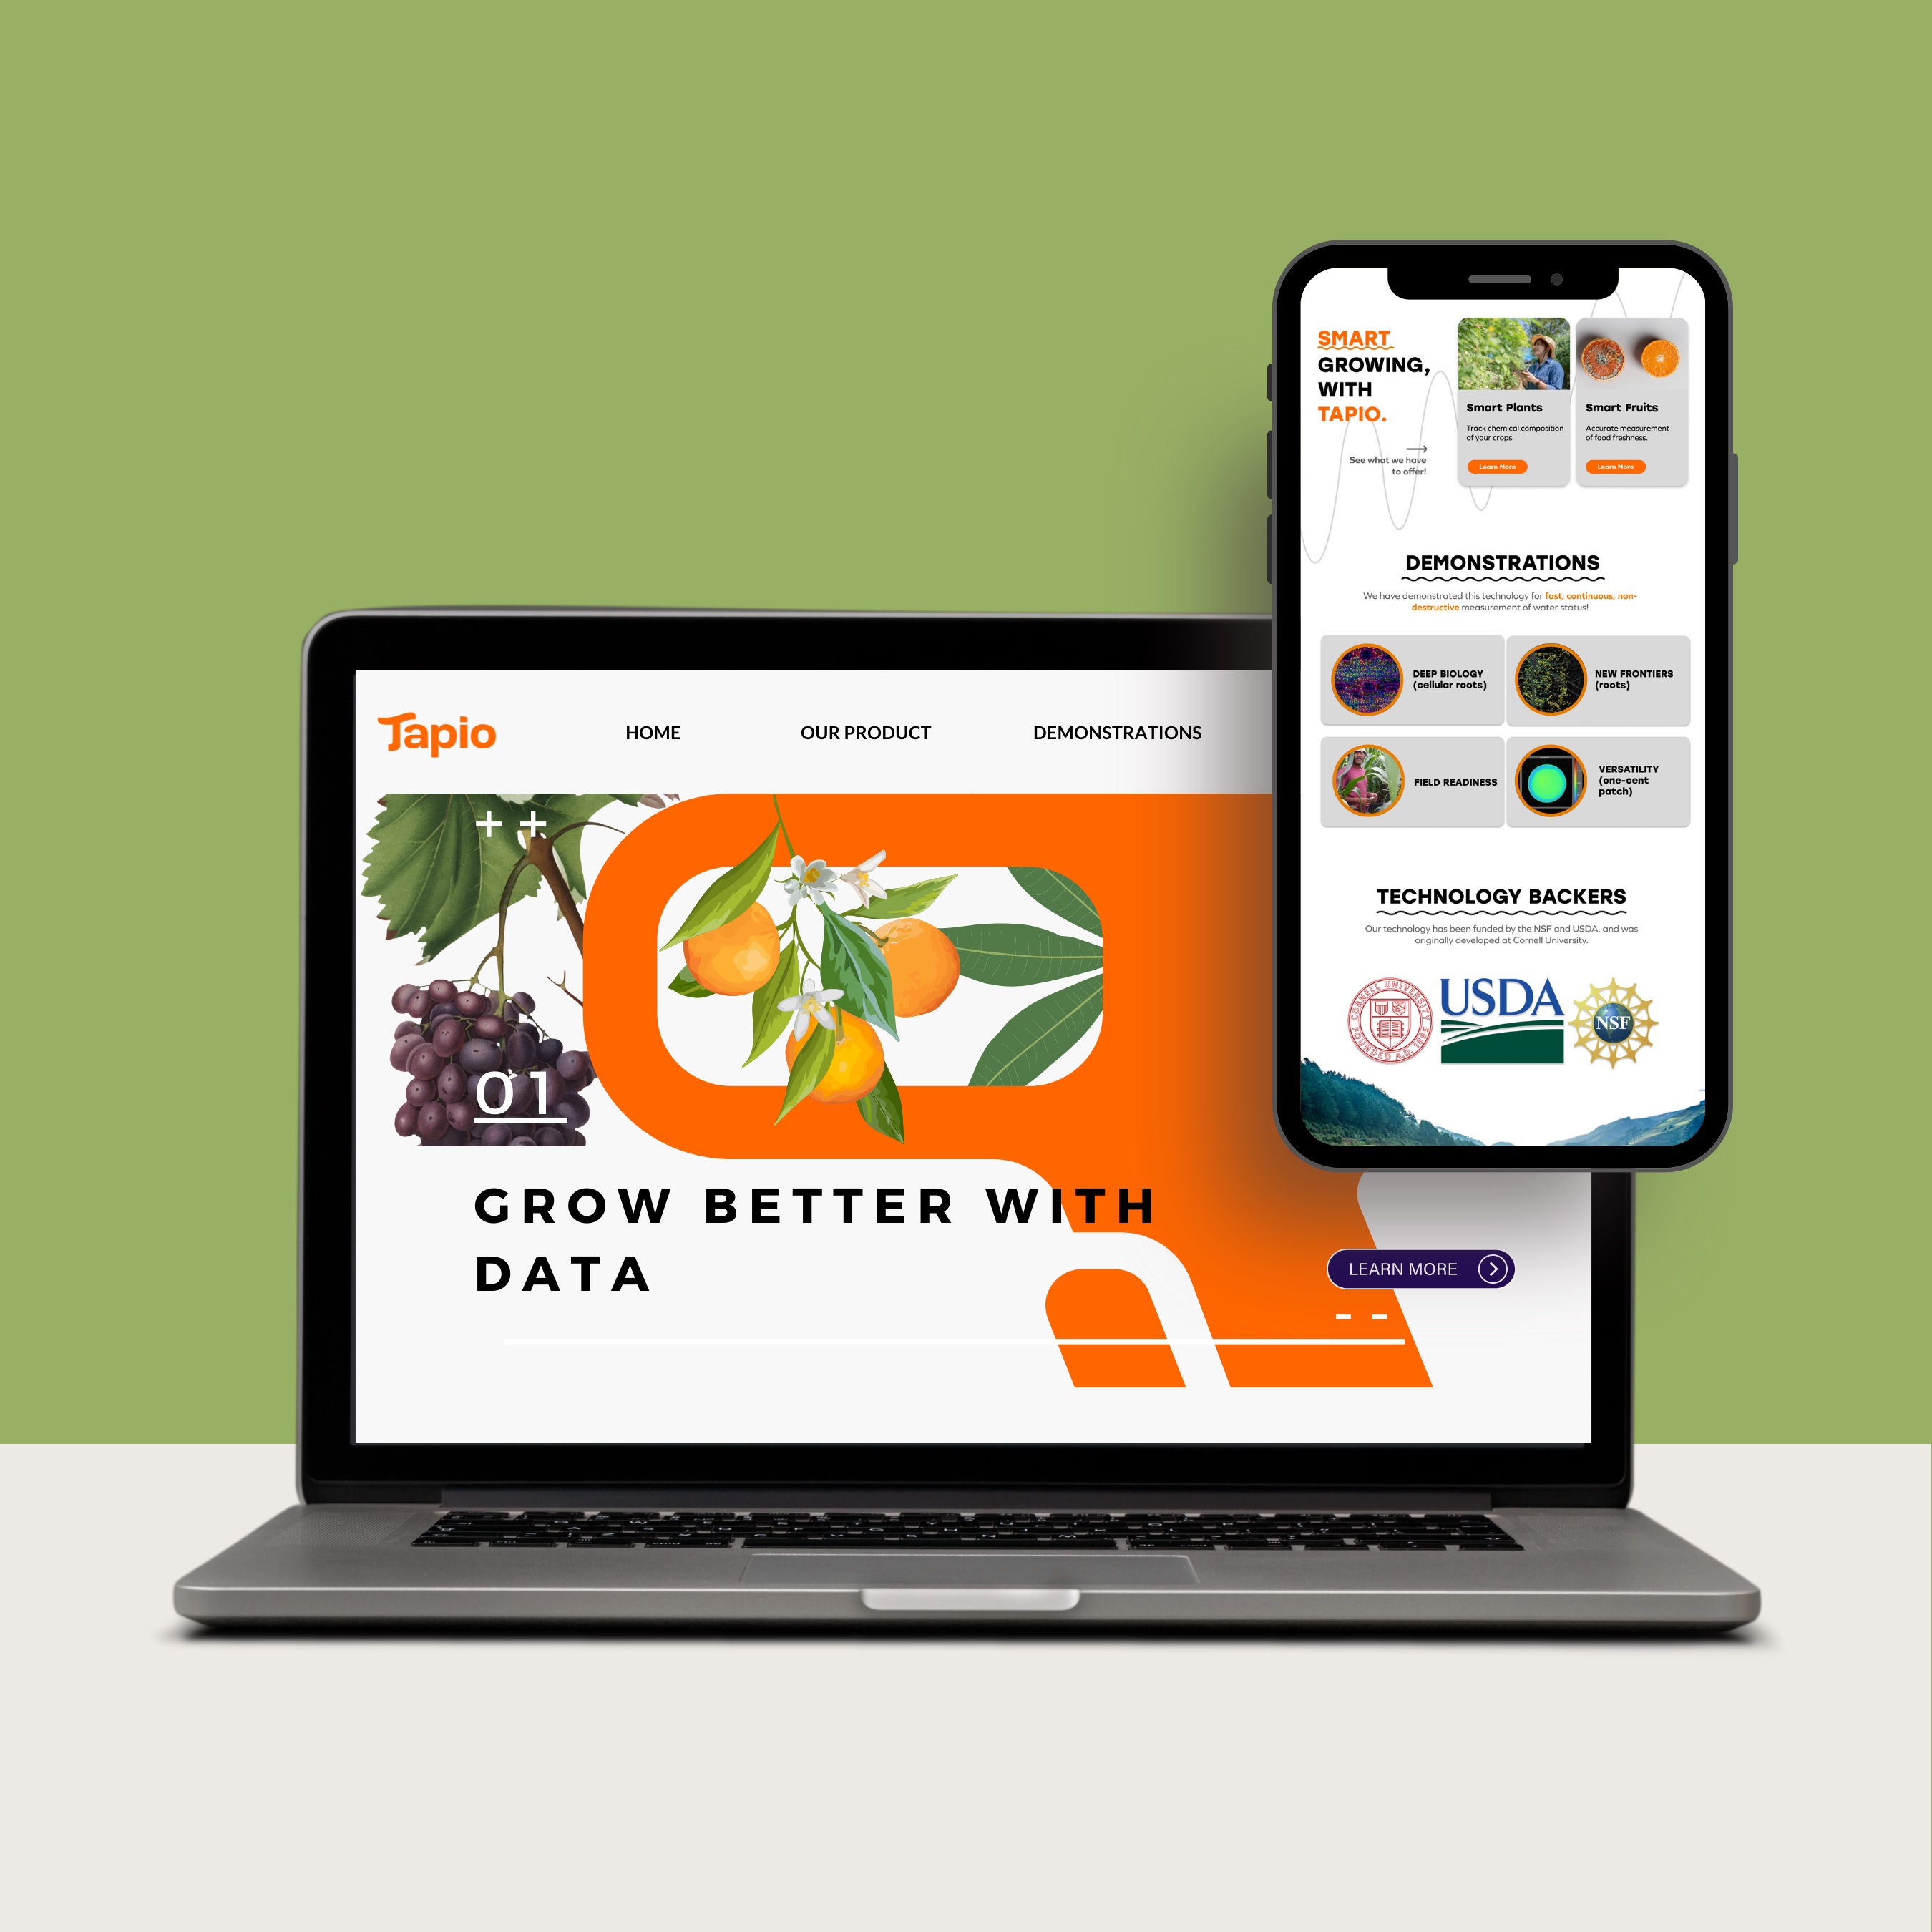 SMART
GROWING,
WITH
TAPIO.
See what we have
to offer!
Smart Plants
Track chemical composition
of your crops.
Learn More
Smart Fruits
Accurate measurement
of food freshness.
Learn More
DEMONSTRATIONS
We have demonstrated this technology for fast, continuous, non-
destructive measurement of water status!
DEEP BIOLOGY
(cellular roots)
NEW FRONTIERS
(roots)
FIELD READINESS
VERSATILITY
(one-cent
patch)
TECHNOLOGY BACKERS
Our technology has been funded by the NSF and USDA, and was
originally developed at Cornell University.
CORNELL UNIVERSITY
FOUNDED A.D. 1865
USDA
NSF
Tapio
HOME
OUR PRODUCT
DEMONSTRATIONS
+ +
01
GROW BETTER WITH
DATA
LEARN MORE
- -